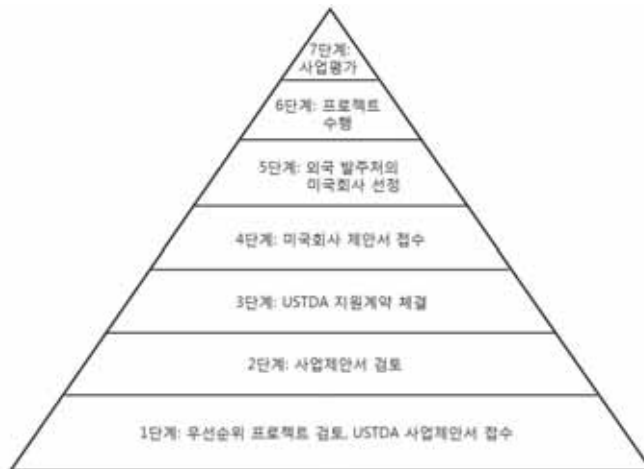 7단계:
사업평가
6단계: 프로젝트
수행
5단계: 외국 발주처의
미국회사 선정
4단계: 미국회사 제안서 접수
3단계: USTDA 지원계약 체결
2단계: 사업제안서 검토
1단계: 우선순위 프로젝트 검토, USTDA 사업제안서 접수